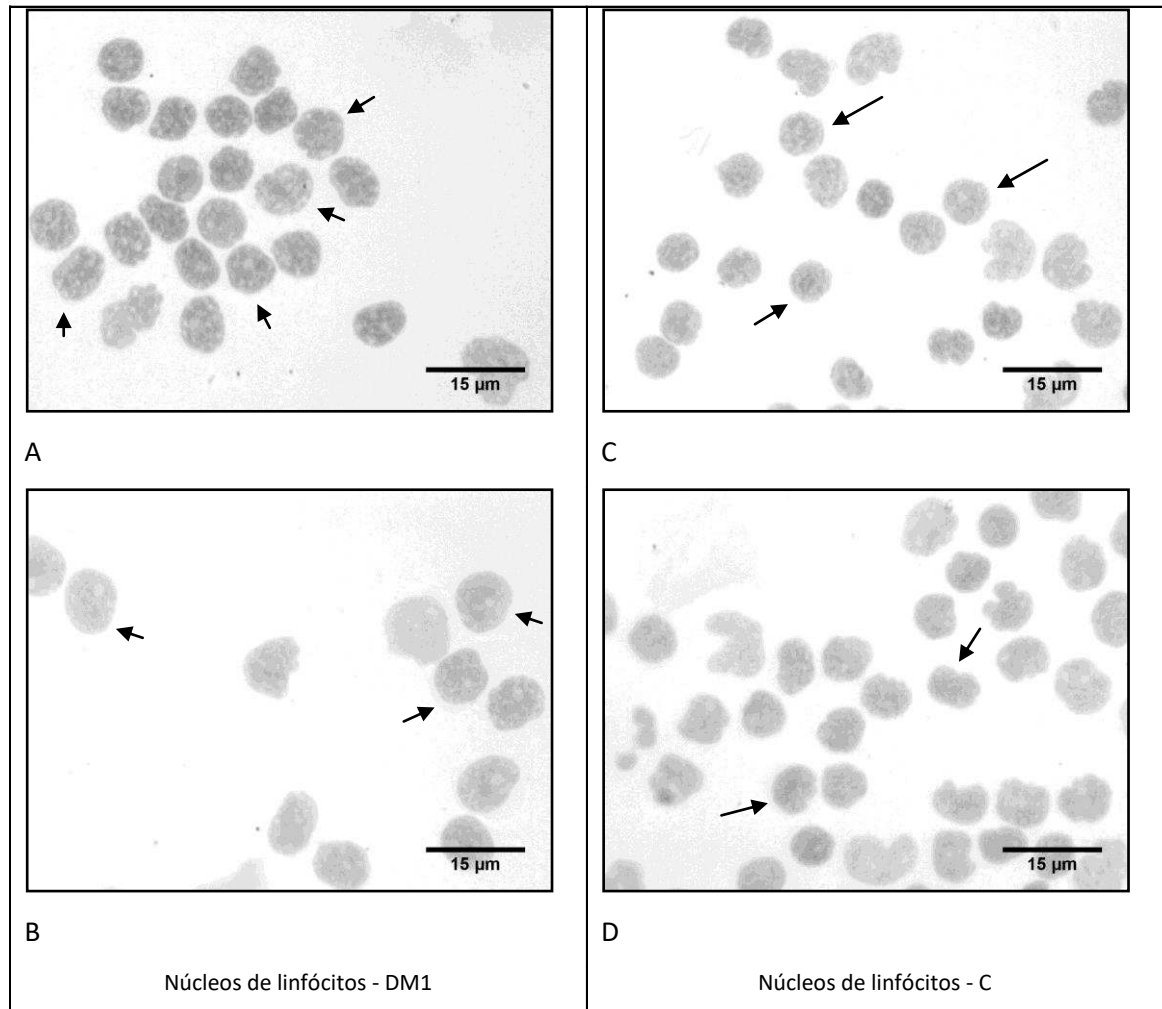 15 µm
A
15 µm
C
15 µm
B
15 µm
D
Núcleos de linfócitos - DM1
Núcleos de linfócitos - C